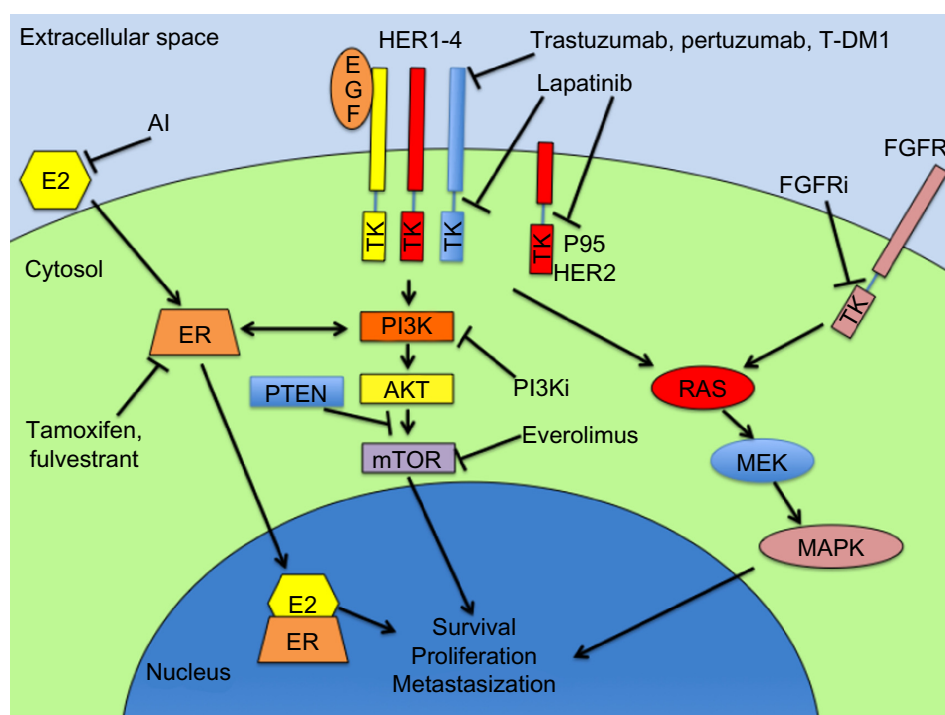 Extracellular space
HER1-4
Trastuzumab, pertuzumab, T-DM1
EGF
Lapatinib
AI
E2
FGFR
FGFRi
TK
TK
TK
TK
P95
HER2
TK
Cytosol
ER
PI3K
PI3Ki
RAS
PTEN
AKT
Tamoxifen,
fulvestrant
Everolimus
mTOR
MEK
MAPK
E2
ER
Survival
Proliferation
Metastasization
Nucleus